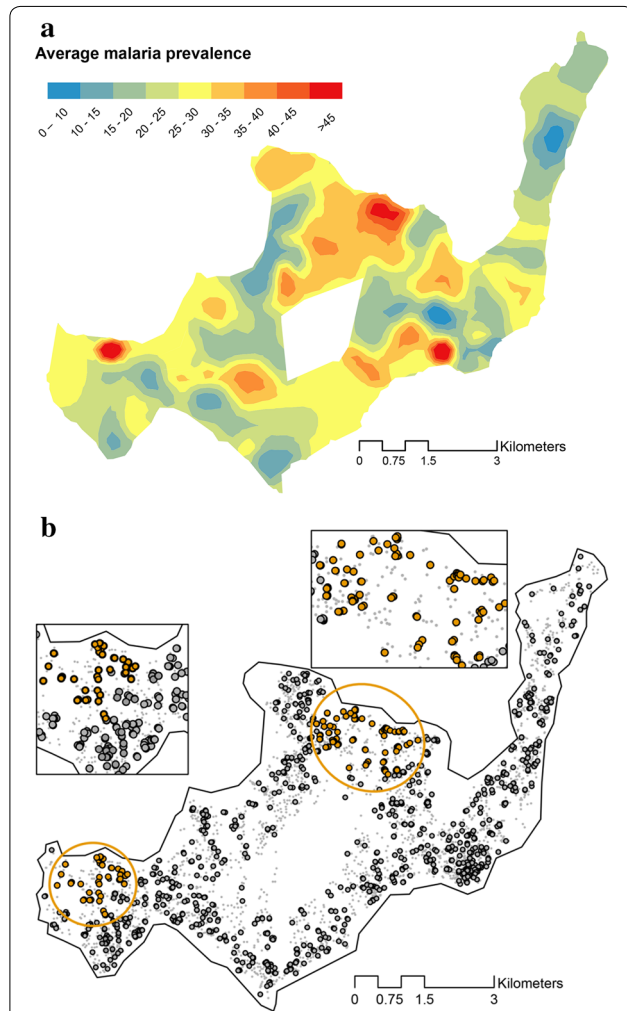 a
Average malaria prevalence
0 – 10
10 - 15
15 - 20
20 - 25
25 - 30
30 - 35
35 - 40
40 - 45
>45
Kilometers
0 0.75 1.5 3
b
Kilometers
0 0.75 1.5 3